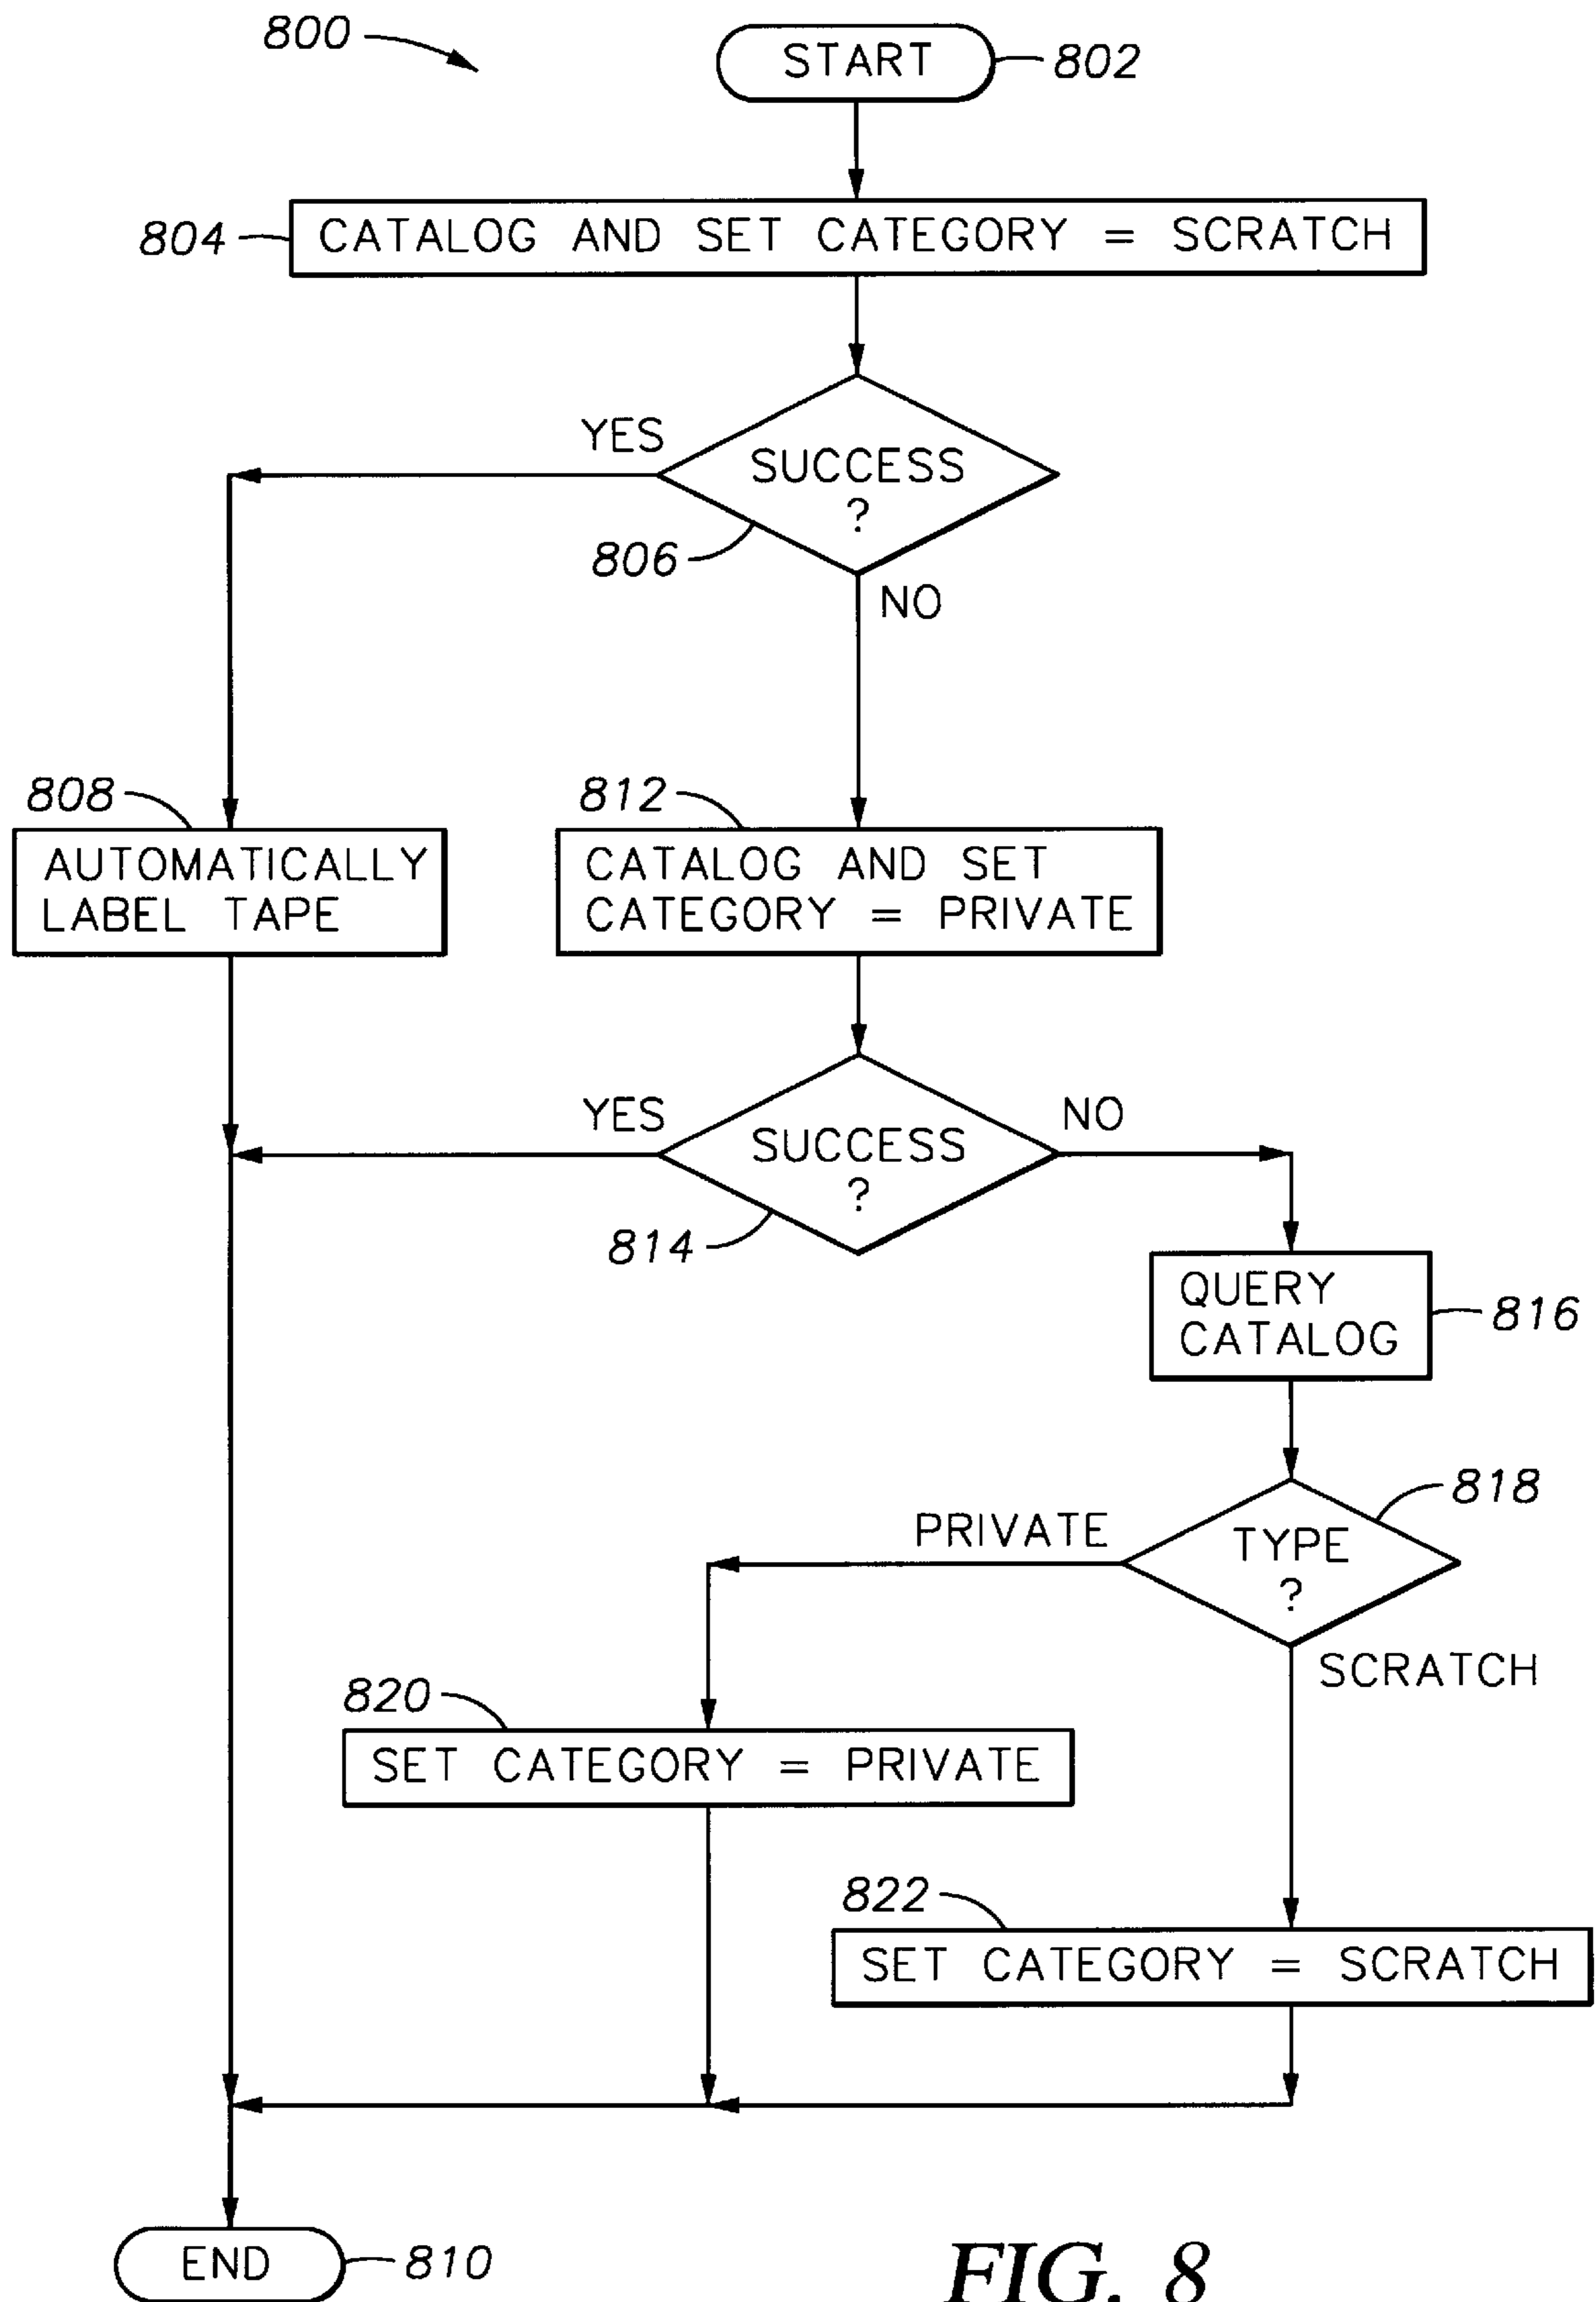 800
START
802
804
CATALOG AND SET CATEGORY = SCRATCH
YES
SUCCESS
?
806
NO
808
812
AUTOMATICALLY
LABEL TAPE
CATALOG AND SET
CATEGORY = PRIVATE
YES
NO
SUCCESS
?
814
QUERY
CATALOG
816
818
PRIVATE
TYPE
?
SCRATCH
820
SET CATEGORY = PRIVATE
822
SET CATEGORY = SCRATCH
END
810
FIG. 8